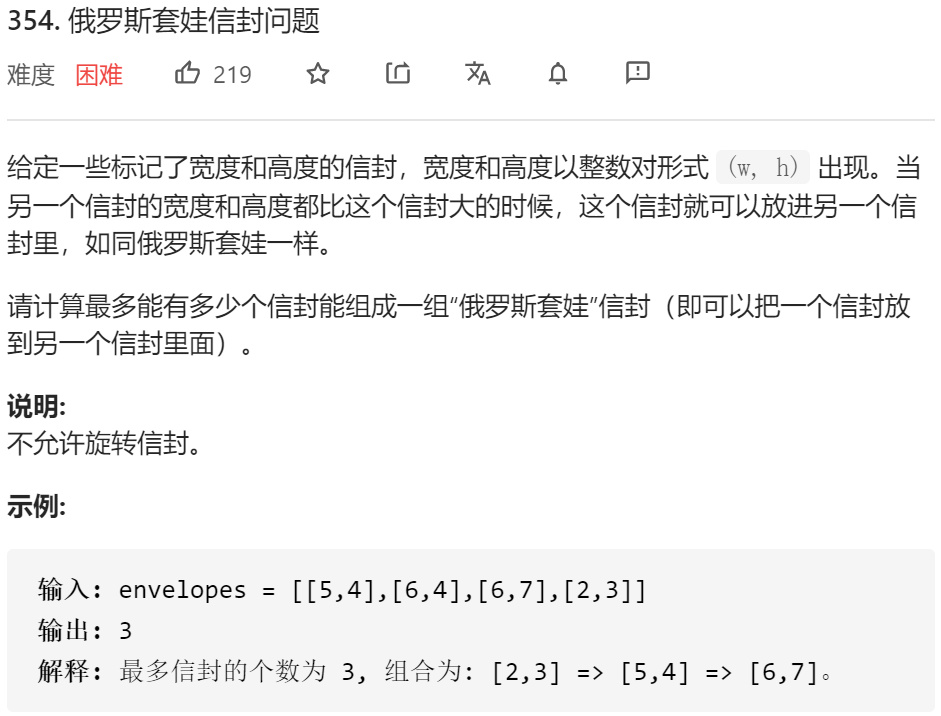 354. 俄罗斯套娃信封问题
难度 困难 219
给定一些标记了宽度和高度的信封，宽度和高度以整数对形式 (w, h) 出现。当
另一个信封的宽度和高度都比这个信封大的时候，这个信封就可以放进另一个信
封里，如同俄罗斯套娃一样。
请计算最多能有多少个信封能组成一组“俄罗斯套娃”信封（即可以把一个信封放
到另一个信封里面）。
说明:
不允许旋转信封。
示例:
输入: envelopes = [[5,4],[6,4],[6,7],[2,3]]
输出: 3
解释: 最多信封的个数为 3, 组合为: [2,3] => [5,4] => [6,7]。